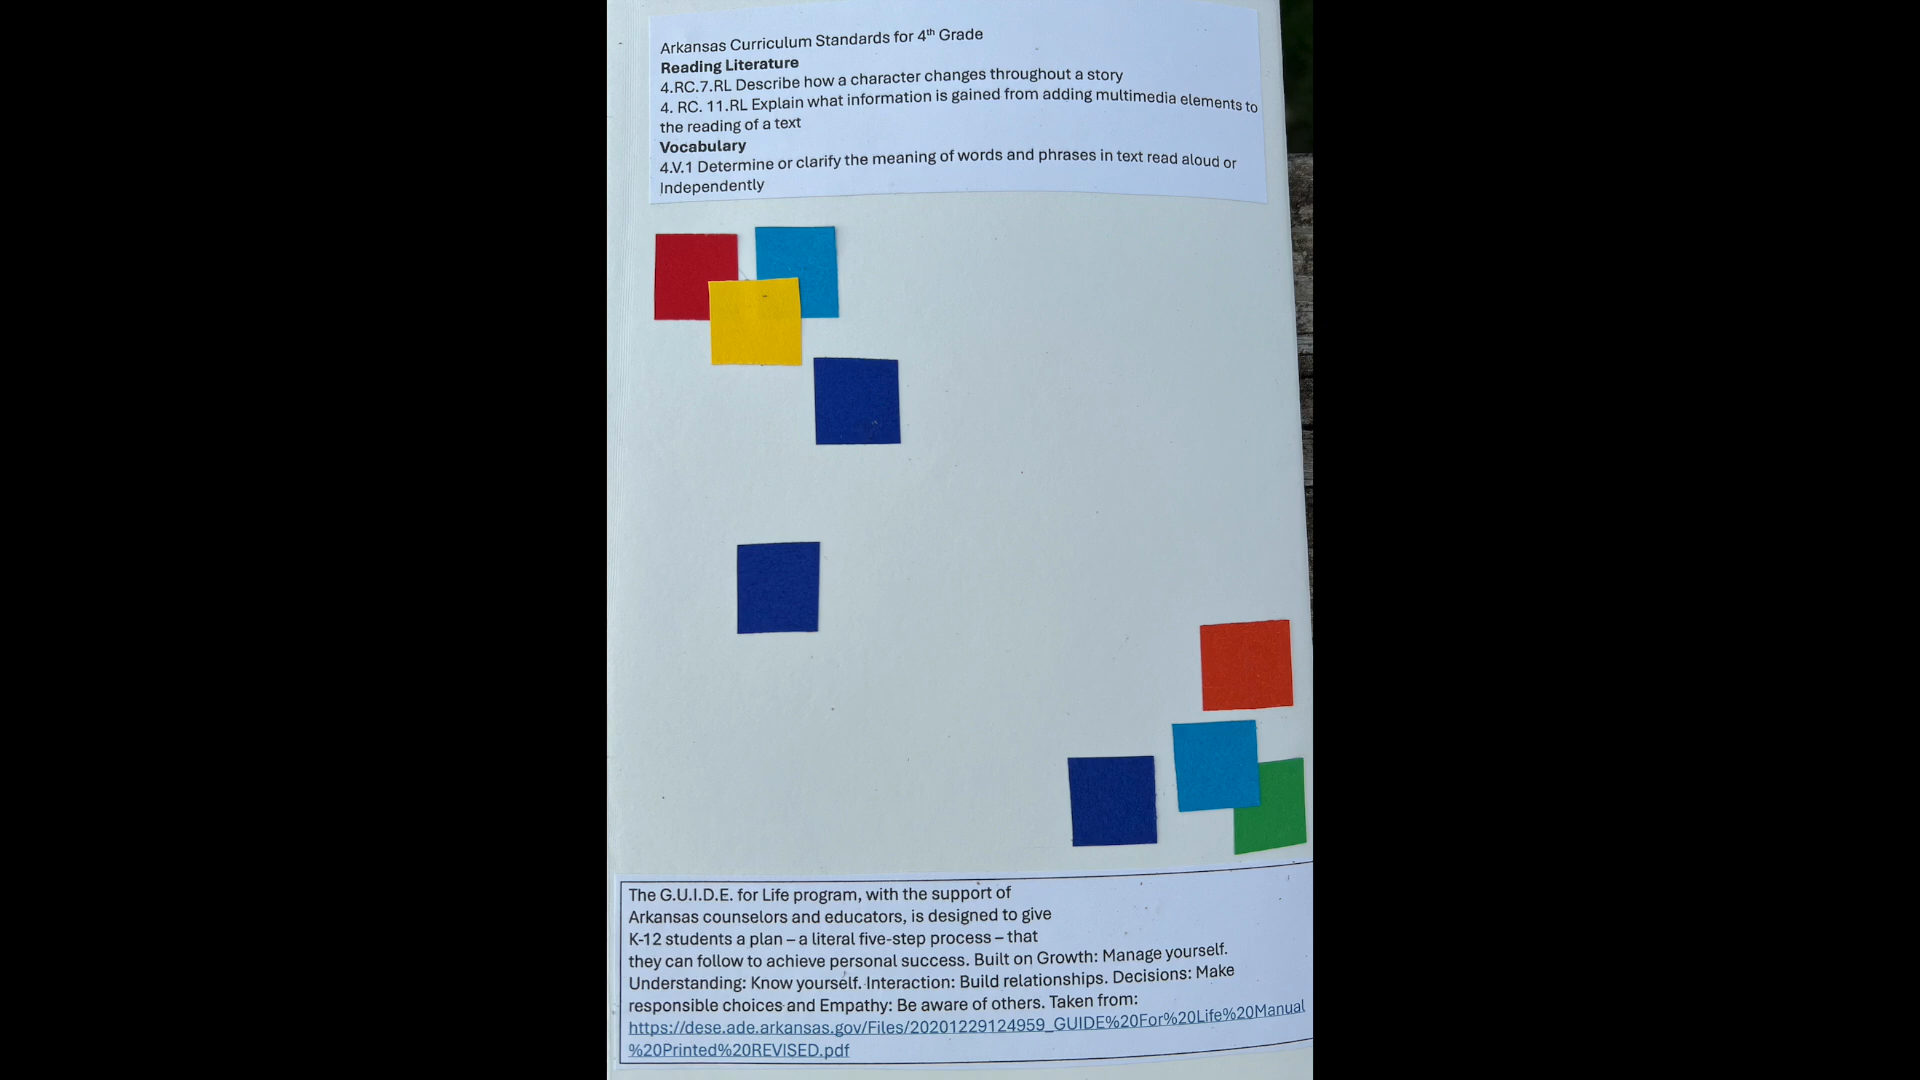 Arkansas Curriculum Standards for 4th Grade
Reading Literature
4.RC.7.RL Describe how a character changes throughout a story
4. RC. 11.RL Explain what information is gained from adding multimedia elements to
the reading of a text
Vocabulary
4.V.1 Determine or clarify the meaning of words and phrases in text read aloud or
Independently
The G.U.I.D.E. for Life program, with the support of
Arkansas counselors and educators, is designed to give
K-12 students a plan – a literal five-step process – that
they can follow to achieve personal success. Built on Growth: Manage yourself.
Understanding: Know yourself. Interaction: Build relationships. Decisions: Make
responsible choices and Empathy: Be aware of others. Taken from:
https://dese.ade.arkansas.gov/Files/20201229124959_GUIDE%20For%20Life%20Manual
%20Printed%20REVISED.pdf